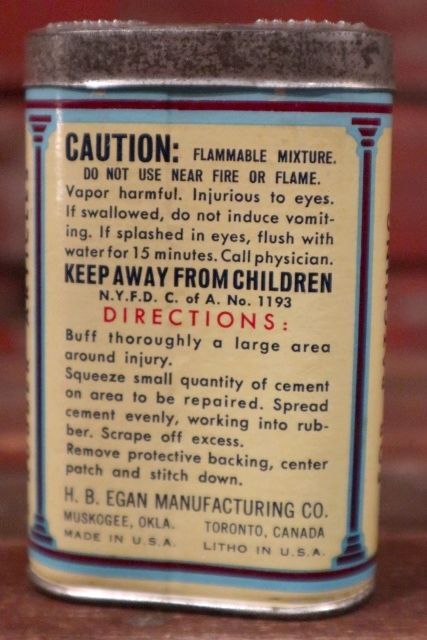 CAUTION: FLAMMABLE MIXTURE.
DO NOT USE NEAR FIRE OR FLAME.
Vapor harmful. Injurious to eyes.
If swallowed, do not induce vomit-
ing. If splashed in eyes, flush with
water for 15 minutes. Call physician.
KEEP AWAY FROM CHILDREN
N.Y.F.D. C. of A. No. 1193
DIRECTIONS:
Buff thoroughly a large area
around injury.
Squeeze small quantity of cement
on area to be repaired. Spread
cement evenly, working into rub-
ber. Scrape off excess.
Remove protective backing, center
patch and stitch down.
H. B. EGAN MANUFACTURING CO.
MUSKOGEE, OKLA. TORONTO, CANADA
MADE IN U.S.A. LITHO IN U.S.A.